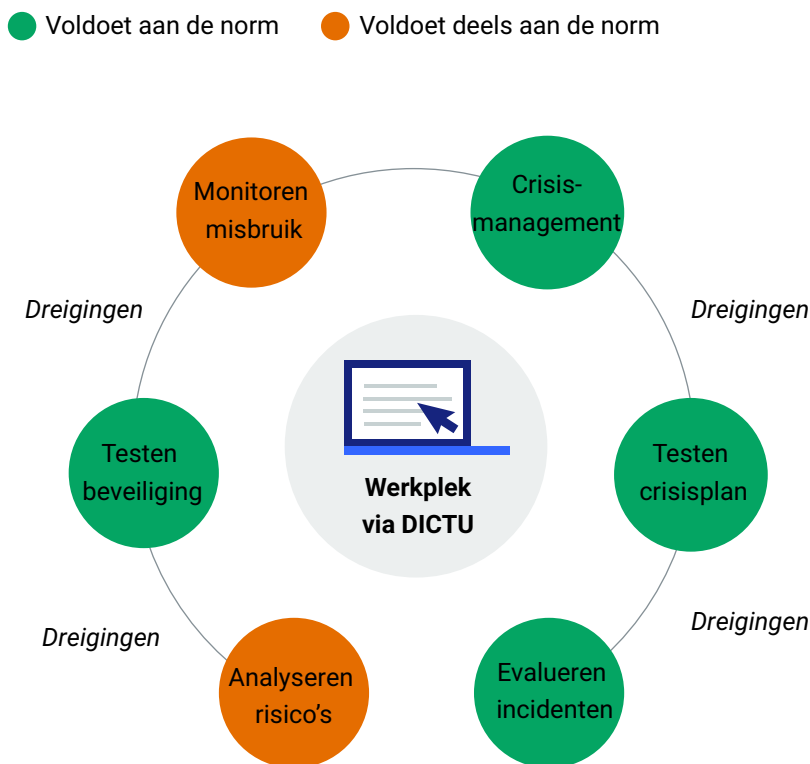 Voldoet aan de norm
Voldoet deels aan de norm
Monitoren
misbruik
Crisis-
management
Dreigingen
Dreigingen
Testen
beveiliging
Werkplek
via DICTU
Testen
crisisplan
Dreigingen
Dreigingen
Analyseren
risico’s
Evalueren
incidenten